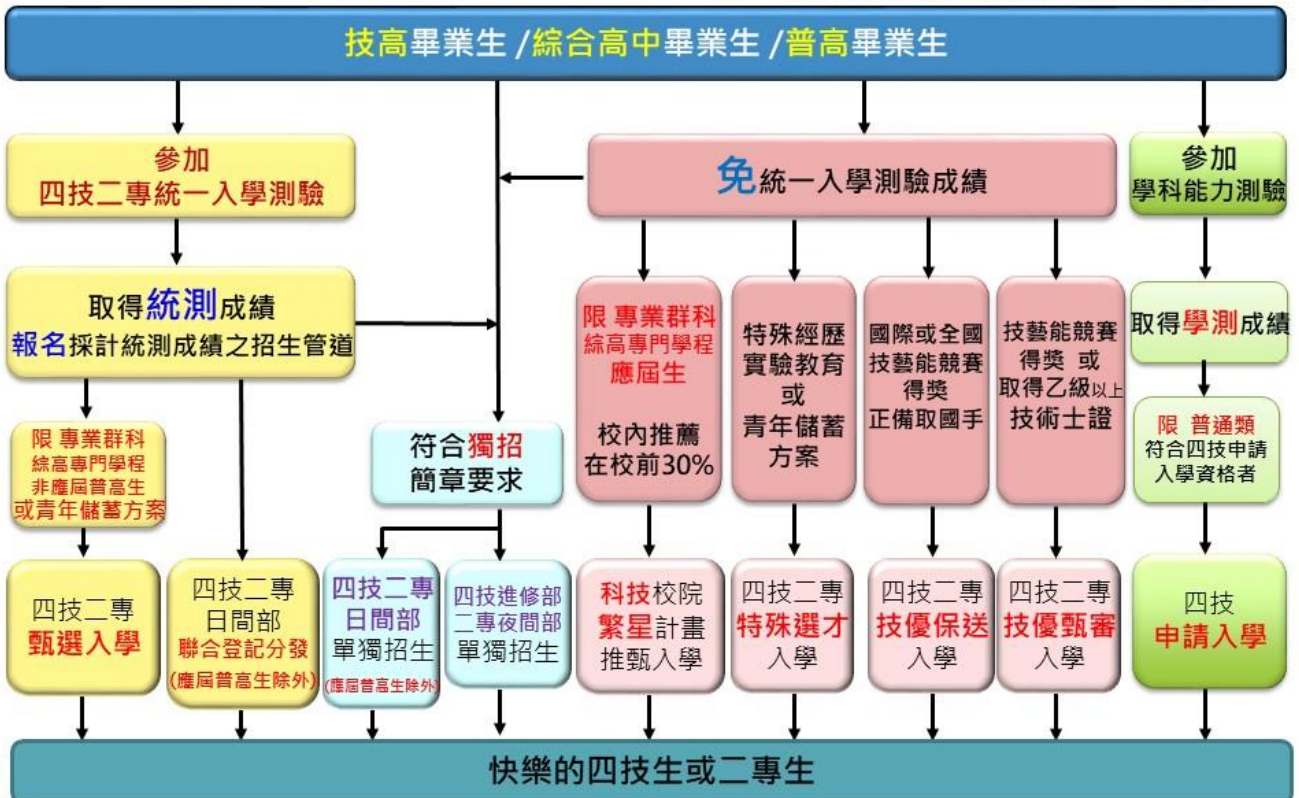 技高畢業生 /綜合高中畢業生 /普高畢業生
參加
四技二專統一入學測驗
免統一入學測驗成績
參加
學科能力測驗
取得統測成績
報名採計統測成績之招生管道
限 專業群科
綜高專門學程
應屆生
校內推薦
在校前30%
特殊經歷
實驗教育
或
青年儲蓄
方案
國際或全國
技藝能競賽
得獎
正備取國手
技藝能競賽
得獎 或
取得乙級以上
技術士證
取得學測成績
限 專業群科
綜高專門學程
非應屆普高生
或青年儲蓄方案
符合獨招
簡章要求
限 普通類
符合四技申請
入學資格者
四技二專
甄選入學
四技二專
日間部
聯合登記分發
(應屆普高生除外)
四技二專
日間部
單獨招生
(應屆普高生除外)
四技進修部
二專夜間部
單獨招生
科技校院
繁星計畫
推甄入學
四技二專
特殊選才
入學
四技二專
技優保送
入學
四技二專
技優甄審
入學
四技
申請入學
快樂的四技生或二專生